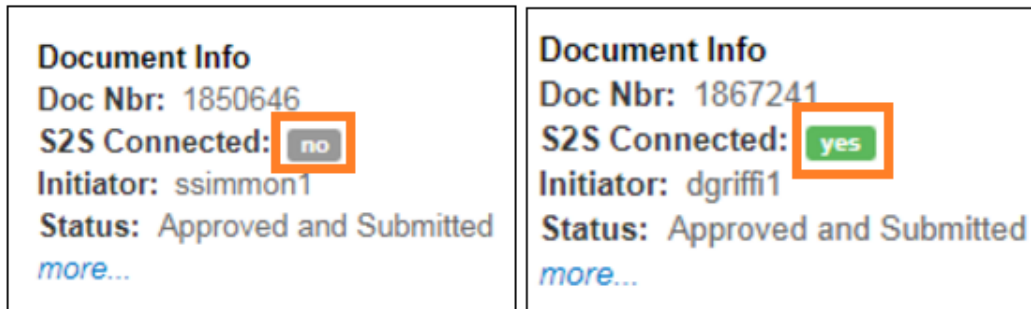 Document Info
Doc Nbr: 1850646
S2S Connected: no
Initiator: ssimmon1
Status: Approved and Submitted
more...
Document Info
Doc Nbr: 1867241
S2S Connected: yes
Initiator: dgriffi1
Status: Approved and Submitted
more...